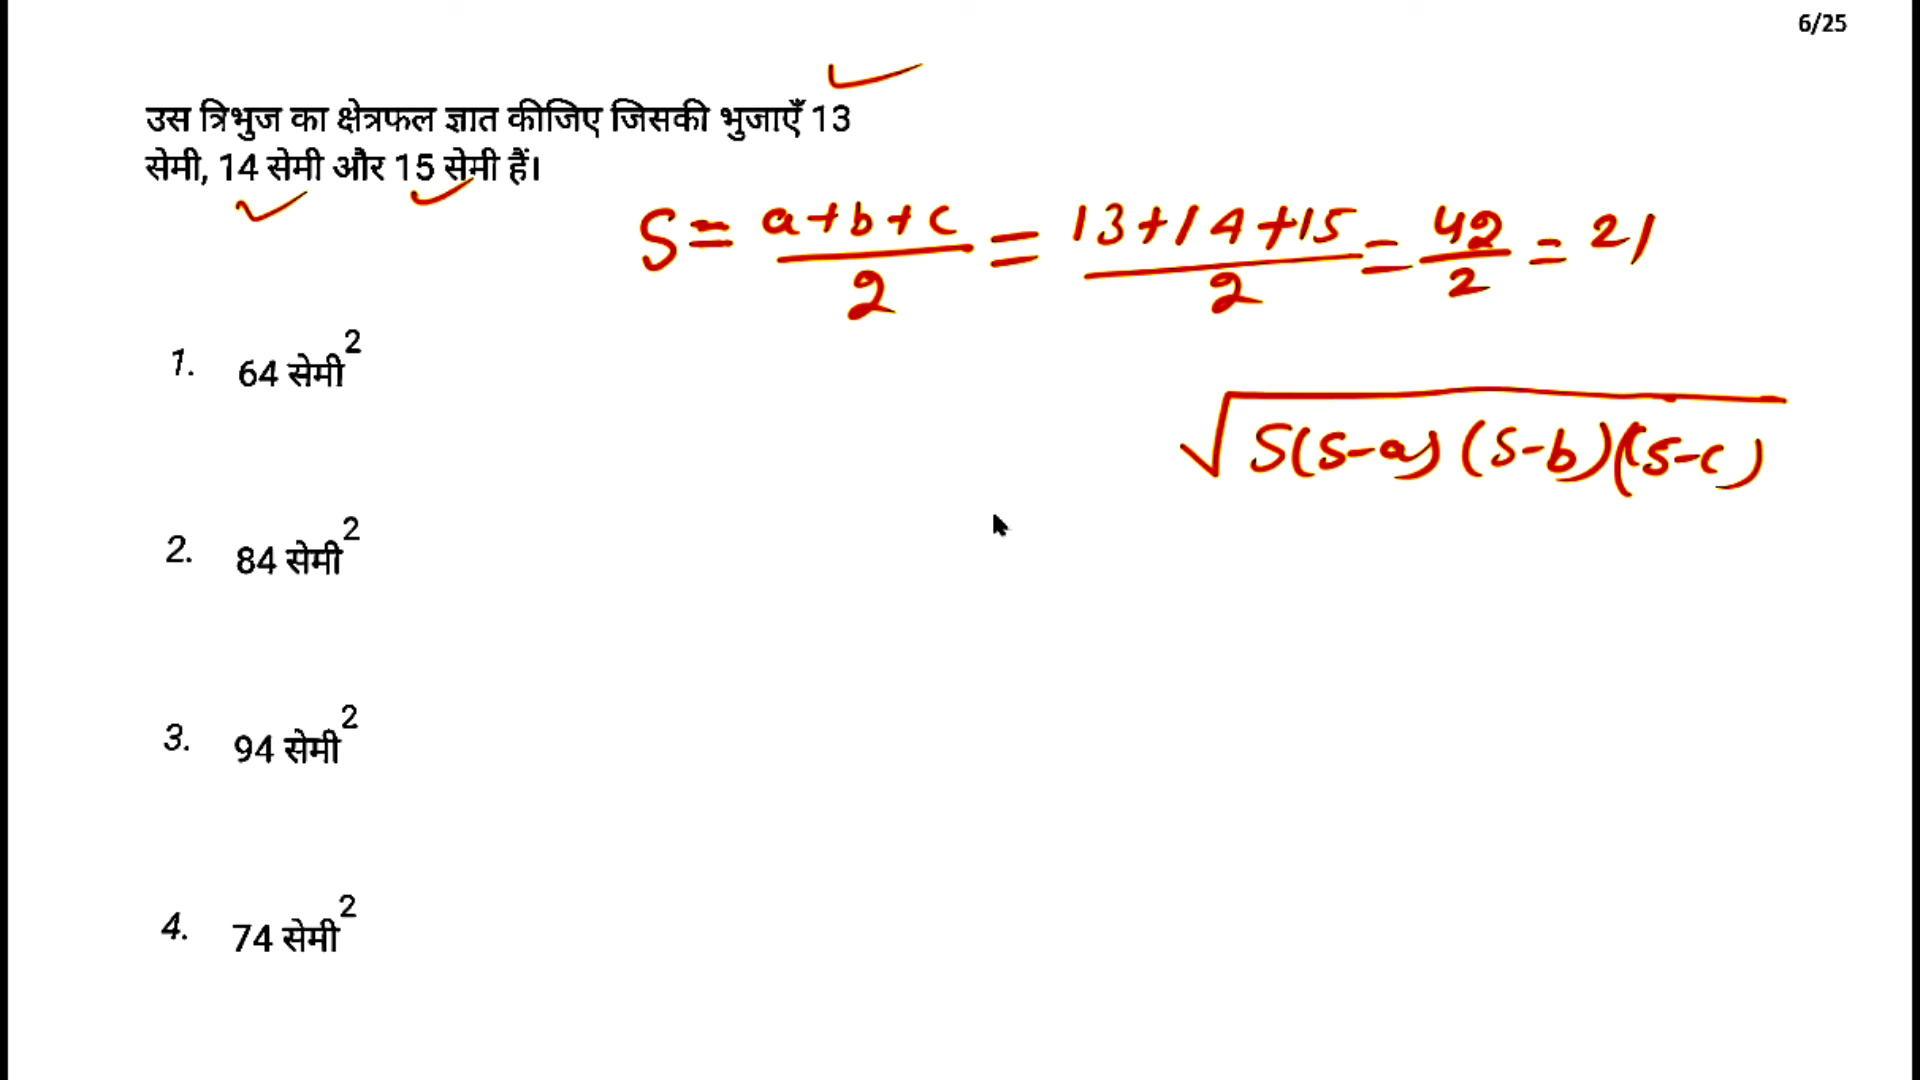 6/25
उस त्रिभुज का क्षेत्रफल ज्ञात कीजिए जिसकी भुजाएँ 13
सेमी, 14 सेमी और 15 सेमी हैं।
S = a+b+c/2 = 13+14+15/2 = 42/2 = 21
1. 64 सेमी²
√S(S-a)(S-b)(S-c)
2. 84 सेमी²
3. 94 सेमी²
4. 74 सेमी²